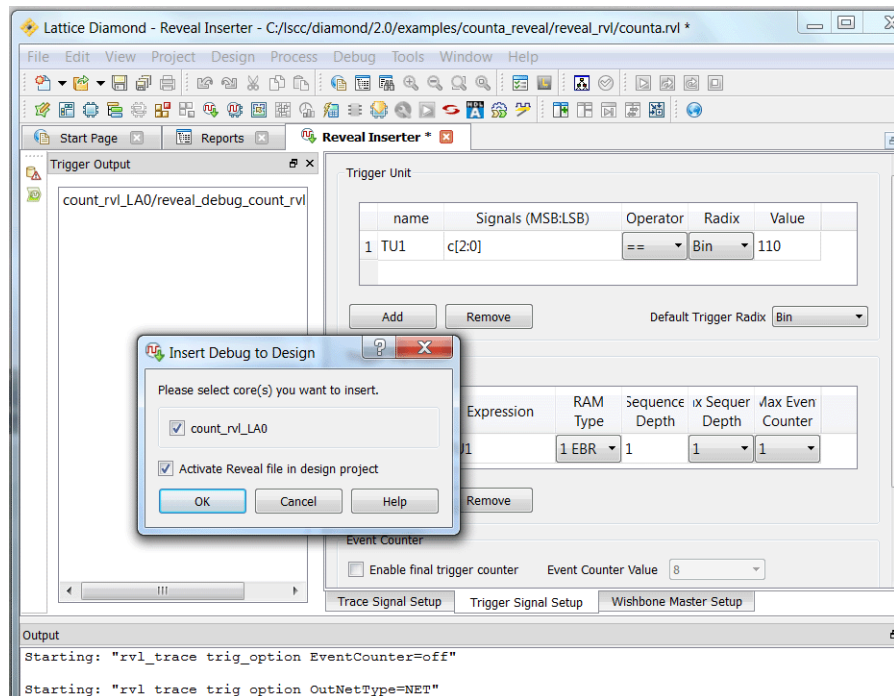 Lattice Diamond - Reveal Inserter - C:/lscc/diamond/2.0/examples/counta_reveal/reveal_rvl/counta.rvl *
File Edit View Project Design Process Debug Tools Window Help
Start Page Reports Reveal Inserter *
Trigger Output
count_rvl_LA0/reveal_debug_count_rvl
Trigger Unit
name Signals (MSB:LSB) Operator Radix Value
1 TU1 c[2:0] == Bin 110
Add Remove Default Trigger Radix Bin
Insert Debug to Design
Please select core(s) you want to insert.
count_rvl_LA0
Activate Reveal file in design project
OK Cancel Help
Expression RAM Type Sequence Depth ix Sequer Depth Max Even Counter
U1 1 EBR 1 1 1
Remove
Event Counter
Enable final trigger counter Event Counter Value 8
Trace Signal Setup Trigger Signal Setup Wishbone Master Setup
Output
Starting: "rvl_trace trig_option EventCounter=off"
Starting: "rvl_trace trig_option OutNetType=NET"